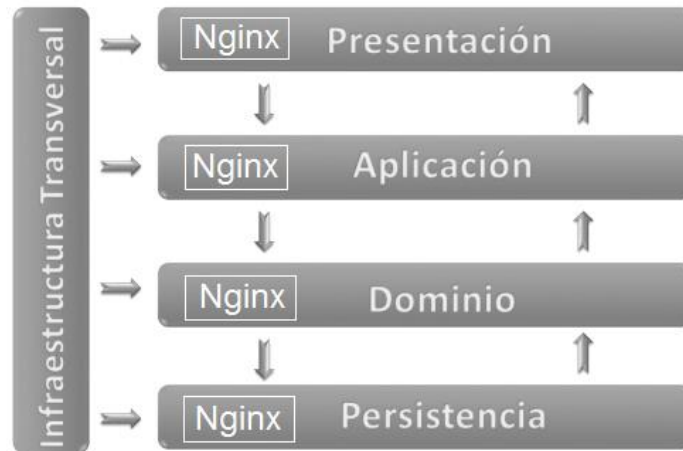 Infraestructura Transversal
Nginx Presentación
Nginx Aplicación
Nginx Dominio
Nginx Persistencia